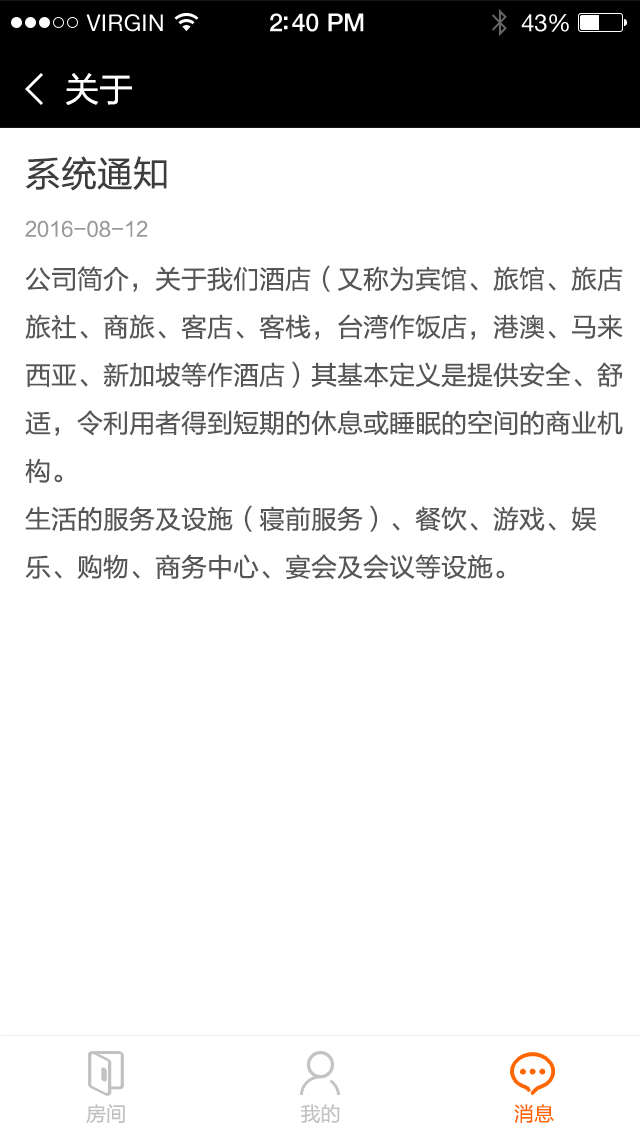 VIRGIN 2:40 PM 43%
关于
系统通知
2016-08-12
公司简介，关于我们酒店（又称为宾馆、旅馆、旅店
旅社、商旅、客店、客栈，台湾作饭店，港澳、马来
西亚、新加坡等作酒店）其基本定义是提供安全、舒
适，令利用者得到短期的休息或睡眠的空间的商业机
构。
生活的服务及设施（寝前服务）、餐饮、游戏、娱
乐、购物、商务中心、宴会及会议等设施。
房间 我的 消息